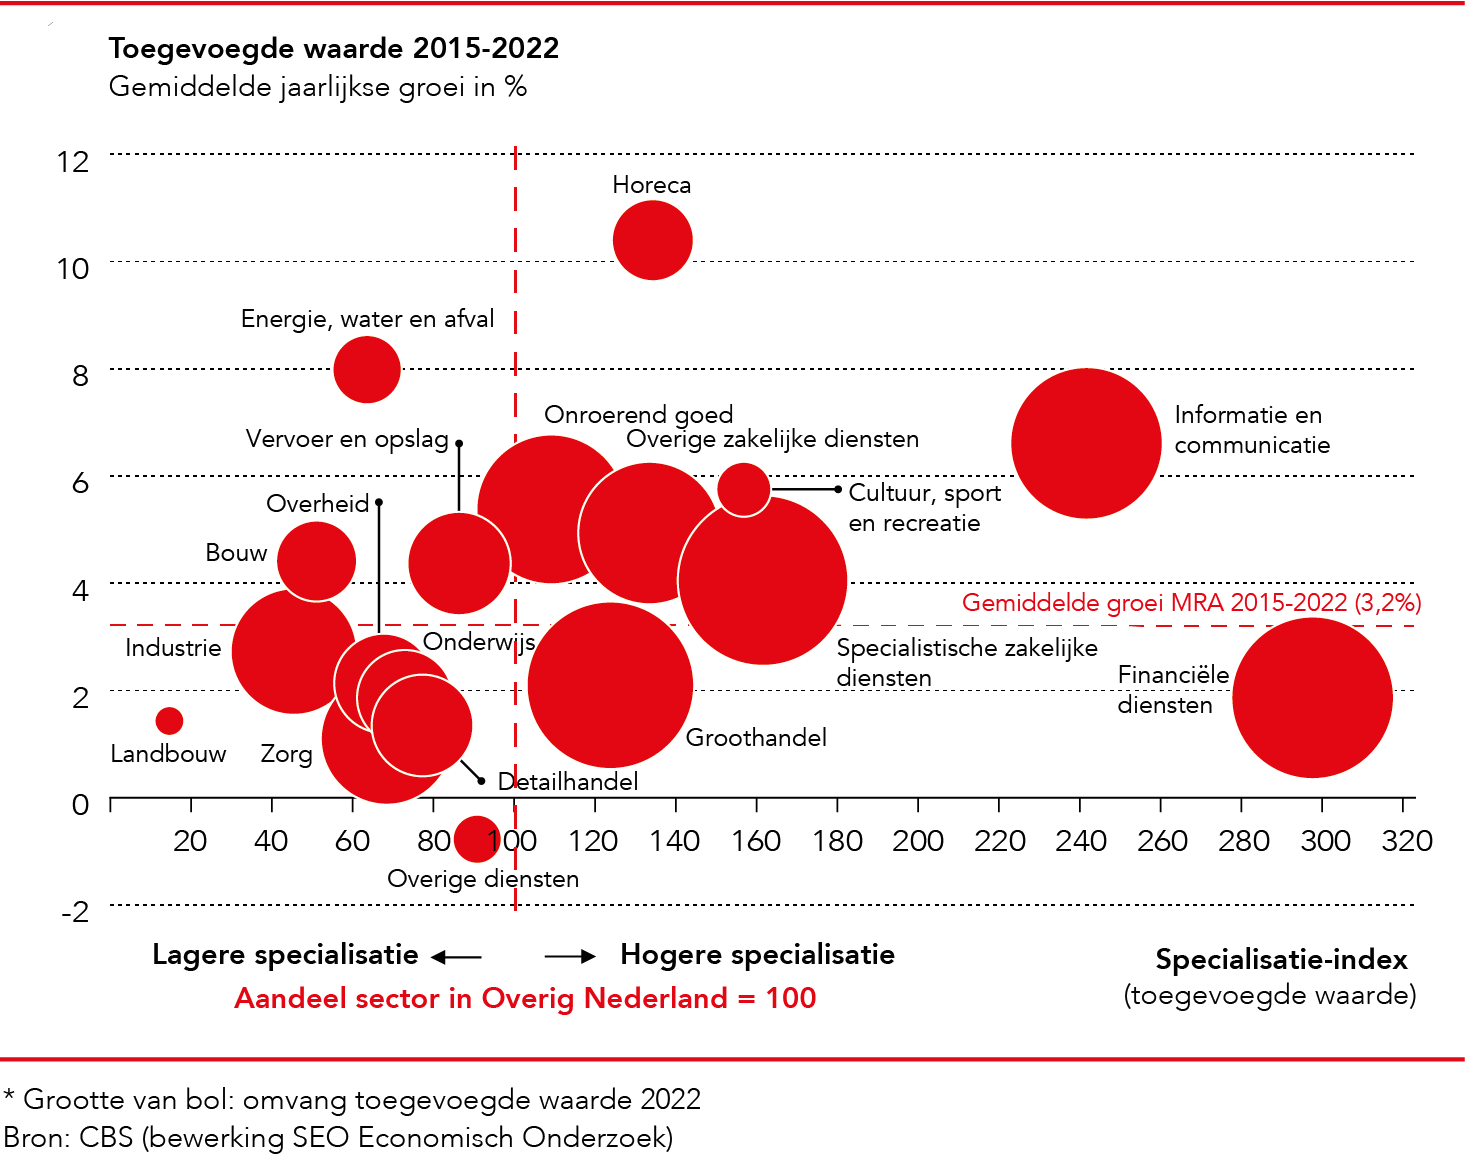 Toegevoegde waarde 2015-2022
Gemiddelde jaarlijkse groei in %
12
Horeca
10
Energie, water en afval
8
Onroerend goed
Informatie en
communicatie
Vervoer en opslag
Overige zakelijke diensten
6
Cultuur, sport
en recreatie
Overheid
Bouw
4
Gemiddelde groei MRA 2015-2022 (3,2%)
Industrie
Onderwijs
Specialistische zakelijke
diensten
Financiële
diensten
2
Landbouw
Zorg
Groothandel
Detailhandel
0
20 40 60 80 100 120 140 160 180 200 220 240 260 280 300 320
Overige diensten
-2
Lagere specialisatie
Hogere specialisatie
Specialisatie-index
(toegevoegde waarde)
Aandeel sector in Overig Nederland = 100
* Grootte van bol: omvang toegevoegde waarde 2022
Bron: CBS (bewerking SEO Economisch Onderzoek)